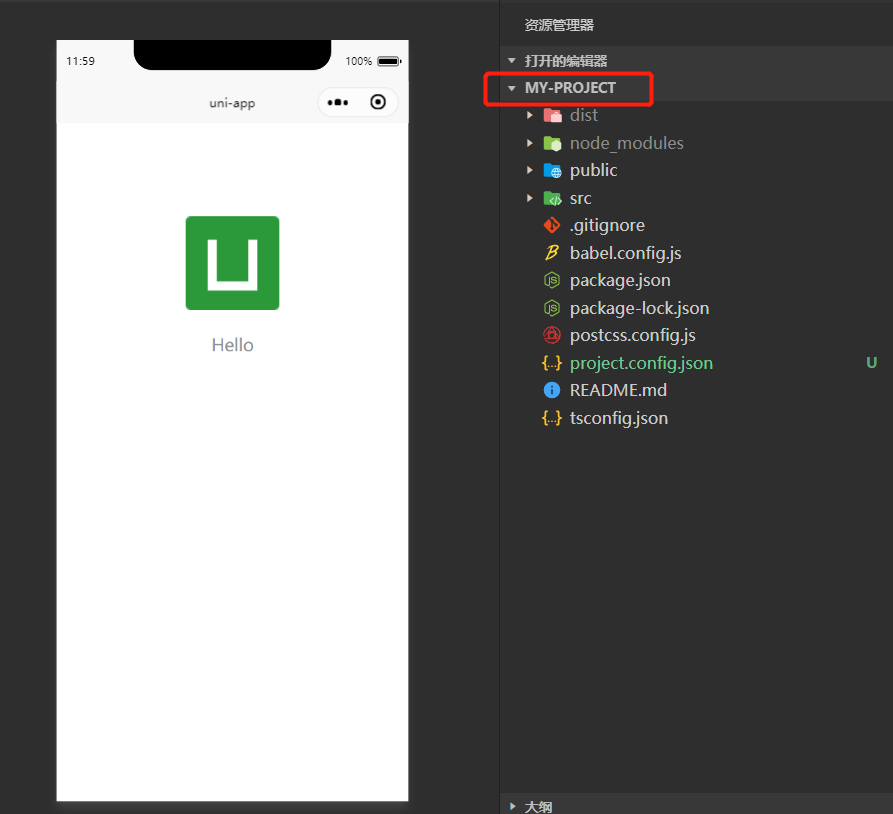 11:59
100%
uni-app
Hello
资源管理器
打开的编辑器
MY-PROJECT
dist
node_modules
public
src
.gitignore
babel.config.js
package.json
package-lock.json
postcss.config.js
project.config.json U
README.md
tsconfig.json
大纲